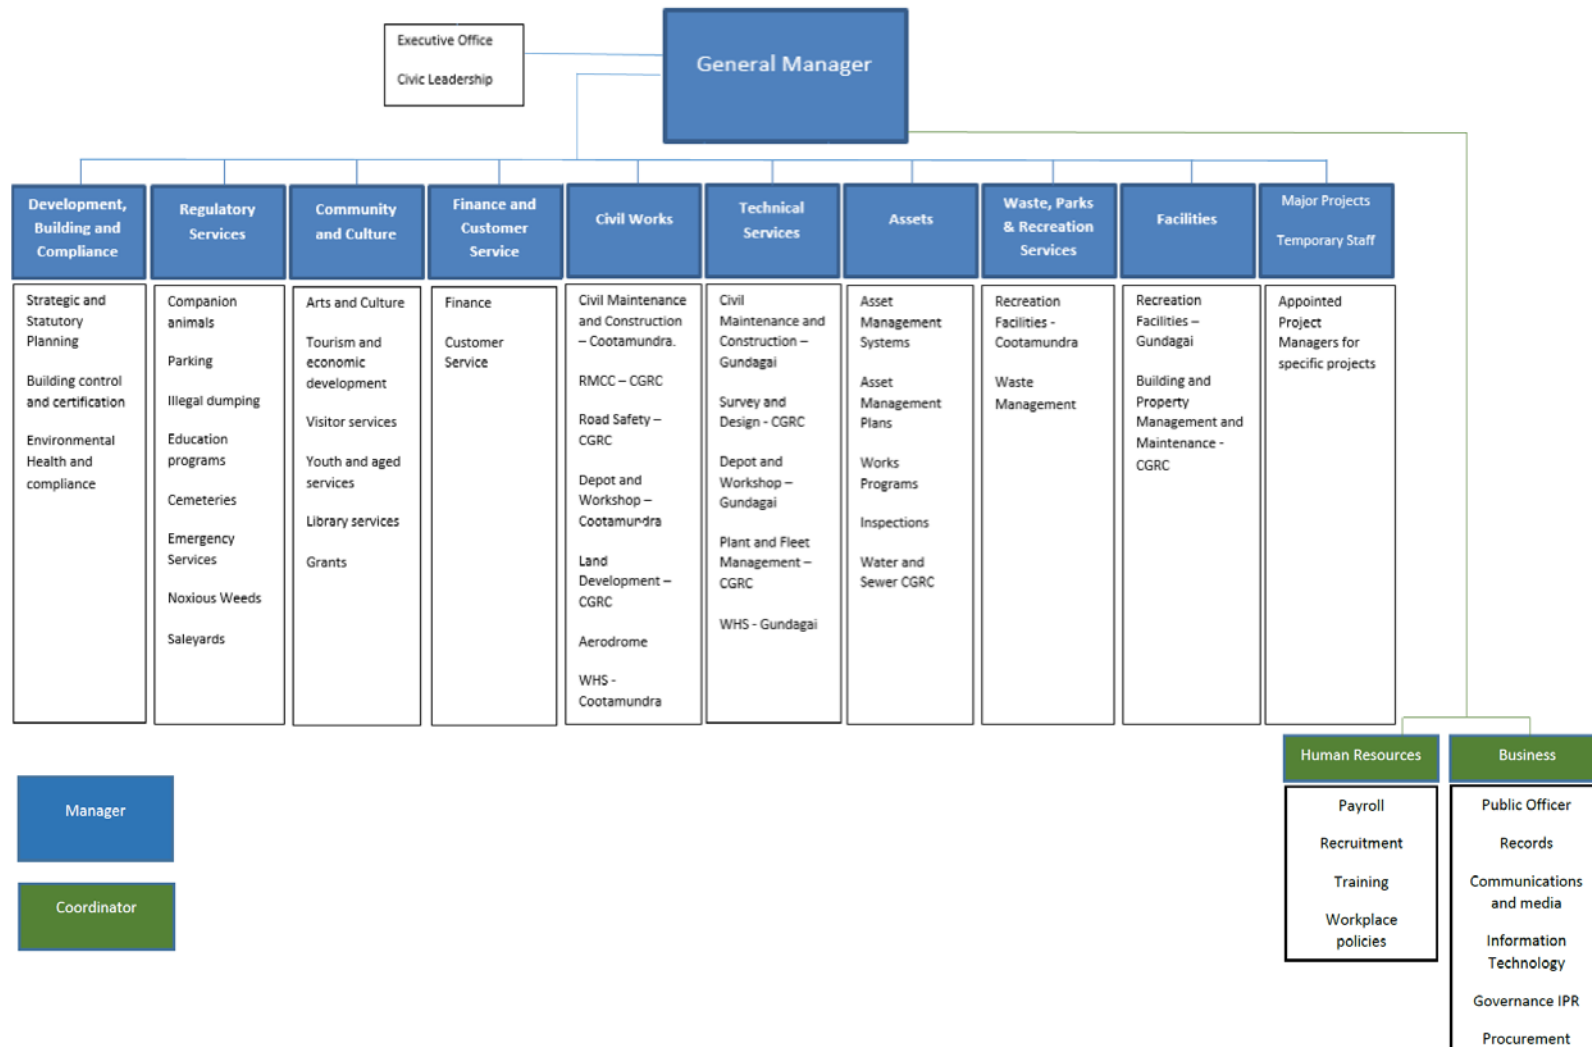 Executive Office
Civic Leadership
General Manager
Development,
Building and
Compliance
Strategic and
Statutory
Planning
Building control
and certification
Environmental
Health and
compliance
Regulatory
Services
Companion
animals
Parking
Illegal dumping
Education
programs
Cemeteries
Emergency
Services
Noxious Weeds
Saleyards
Community
and Culture
Arts and Culture
Tourism and
economic
development
Visitor services
Youth and aged
services
Library services
Grants
Finance and
Customer
Service
Finance
Customer
Service
Civil Works
Civil Maintenance
and Construction
– Cootamundra.
RMCC – CGRC
Road Safety –
CGRC
Depot and
Workshop –
Cootamundra
Land
Development –
CGRC
Aerodrome
WHS -
Cootamundra
Technical
Services
Civil
Maintenance and
Construction –
Gundagai
Survey and
Design - CGRC
Depot and
Workshop –
Gundagai
Plant and Fleet
Management –
CGRC
WHS - Gundagai
Assets
Asset
Management
Systems
Asset
Management
Plans
Works
Programs
Inspections
Water and
Sewer CGRC
Waste, Parks
& Recreation
Services
Recreation
Facilities -
Cootamundra
Waste
Management
Facilities
Recreation
Facilities –
Gundagai
Building and
Property
Management and
Maintenance -
CGRC
Major Projects
Temporary Staff
Appointed
Project
Managers for
specific projects
Human Resources
Payroll
Recruitment
Training
Workplace
policies
Business
Public Officer
Records
Communications
and media
Information
Technology
Governance IPR
Procurement
Manager
Coordinator